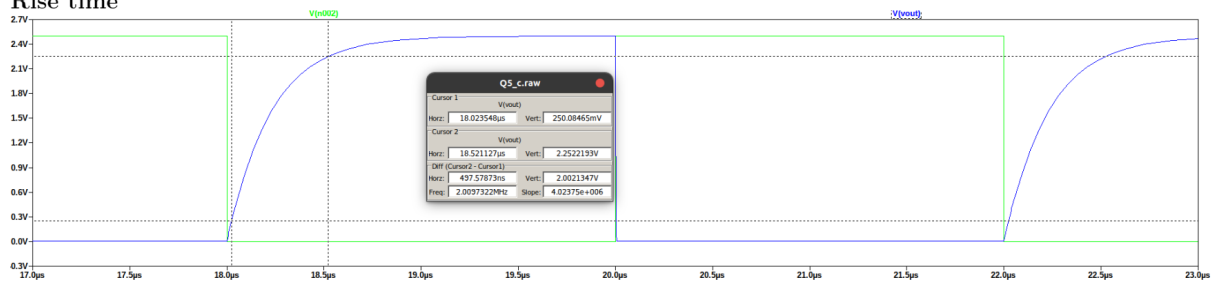 Rise time
V(n002)
V(vout)
2.7V
2.4V
2.1V
1.8V
1.5V
1.2V
0.9V
0.6V
0.3V
0.0V
-0.3V
17.0µs
17.5µs
18.0µs
18.5µs
19.0µs
19.5µs
20.0µs
20.5µs
21.0µs
21.5µs
22.0µs
22.5µs
23.0µs
Q5_c.raw
Cursor 1
V(vout)
Horz: 18.023548µs Vert: 250.08465mV
Cursor 2
V(vout)
Horz: 18.521127µs Vert: 2.2522193V
Diff (Cursor2 - Cursor1)
Horz: 497.57873ns Vert: 2.0021347V
Freq: 2.0097322MHz Slope: 4.02375e+006